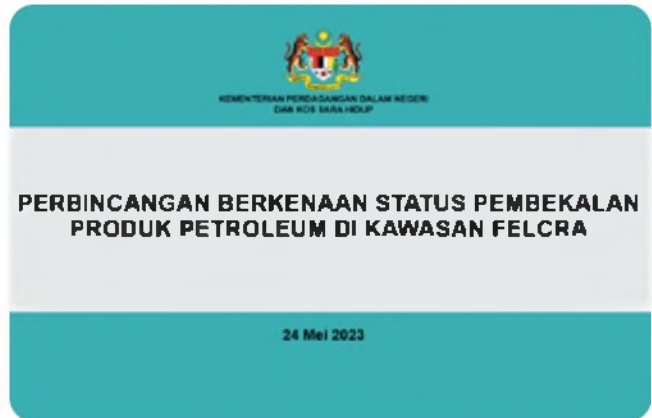 KEMENTERIAN PERDAGANGAN DALAM NEGERI
DAN KOS SARA HIDUP
PERBINCANGAN BERKENAAN STATUS PEMBEKALAN
PRODUK PETROLEUM DI KAWASAN FELCRA
24 Mei 2023